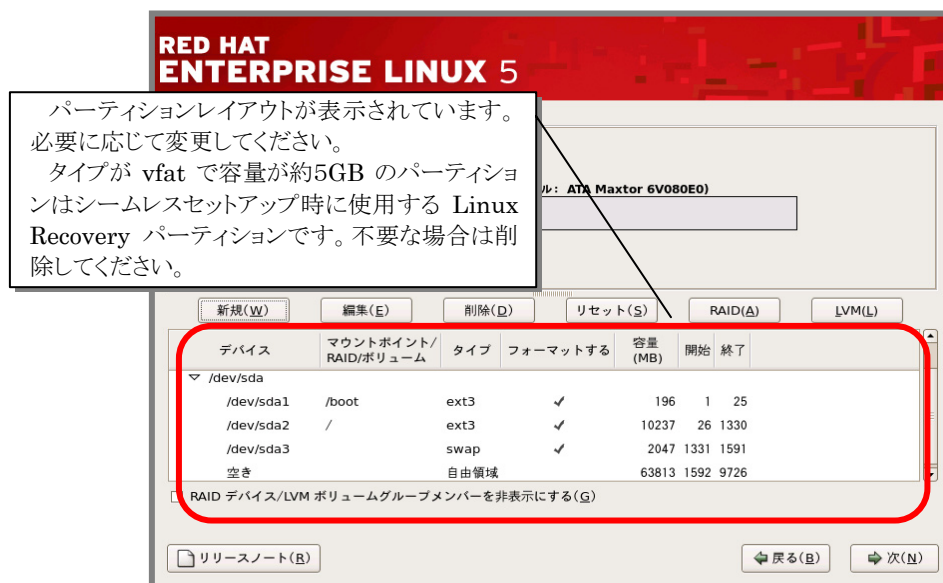 RED HAT
ENTERPRISE LINUX 5
パーティションレイアウトが表示されています。
必要に応じて変更してください。
タイプが vfat で容量が約5GB のパーティショ
ンはシームレスセットアップ時に使用する Linux
Recovery パーティションです。不要な場合は削
除してください。
ル: ATA Maxtor 6V080E0)
新規(W) 編集(E) 削除(D) リセット(S) RAID(A) LVM(L)
デバイス マウントポイント/ RAID/ボリューム タイプ フォーマットする 容量 (MB) 開始 終了
▽ /dev/sda
/dev/sda1 /boot ext3 ✓ 196 1 25
/dev/sda2 / ext3 ✓ 10237 26 1330
/dev/sda3 swap ✓ 2047 1331 1591
空き 自由領域 63813 1592 9726
RAID デバイス/LVM ボリュームグループメンバーを非表示にする(G)
リリースノート(R) 戻る(B) 次(N)